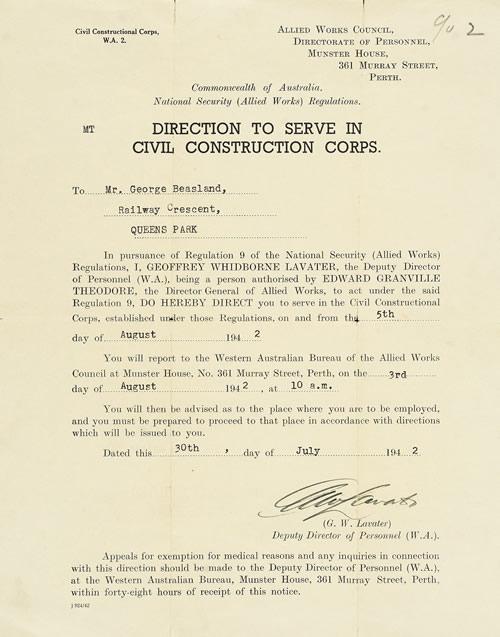 Civil Constructional Corps,
W.A. 2.
ALLIED WORKS COUNCIL,
DIRECTORATE OF PERSONNEL,
MUNSTER HOUSE,
361 MURRAY STREET,
PERTH.
2
Commonwealth of Australia.
National Security (Allied Works) Regulations.
MT
DIRECTION TO SERVE IN
CIVIL CONSTRUCTION CORPS.
To Mr. George Beasland,
Railway Crescent,
QUEENS PARK
In pursuance of Regulation 9 of the National Security (Allied Works)
Regulations, I, GEOFFREY WHIDBORNE LAVATER, the Deputy Director
of Personnel (W.A.), being a person authorised by EDWARD GRANVILLE
THEODORE, the Director-General of Allied Works, to act under the said
Regulation 9, DO HEREBY DIRECT you to serve in the Civil Constructional
Corps, established under those Regulations, on and from the 5th
day of August 1942
You will report to the Western Australian Bureau of the Allied Works
Council at Munster House, No. 361 Murray Street, Perth, on the 3rd
day of August 1942, at 10 a.m.
You will then be advised as to the place where you are to be employed,
and you must be prepared to proceed to that place in accordance with directions
which will be issued to you.
Dated this 30th, day of July 1942.
(G. W. Lavater)
Deputy Director of Personnel (W.A.).
Appeals for exemption for medical reasons and any inquiries in connection
with this direction should be made to the Deputy Director of Personnel (W.A.),
at the Western Australian Bureau, Munster House, 361 Murray Street, Perth,
within forty-eight hours of receipt of this notice.